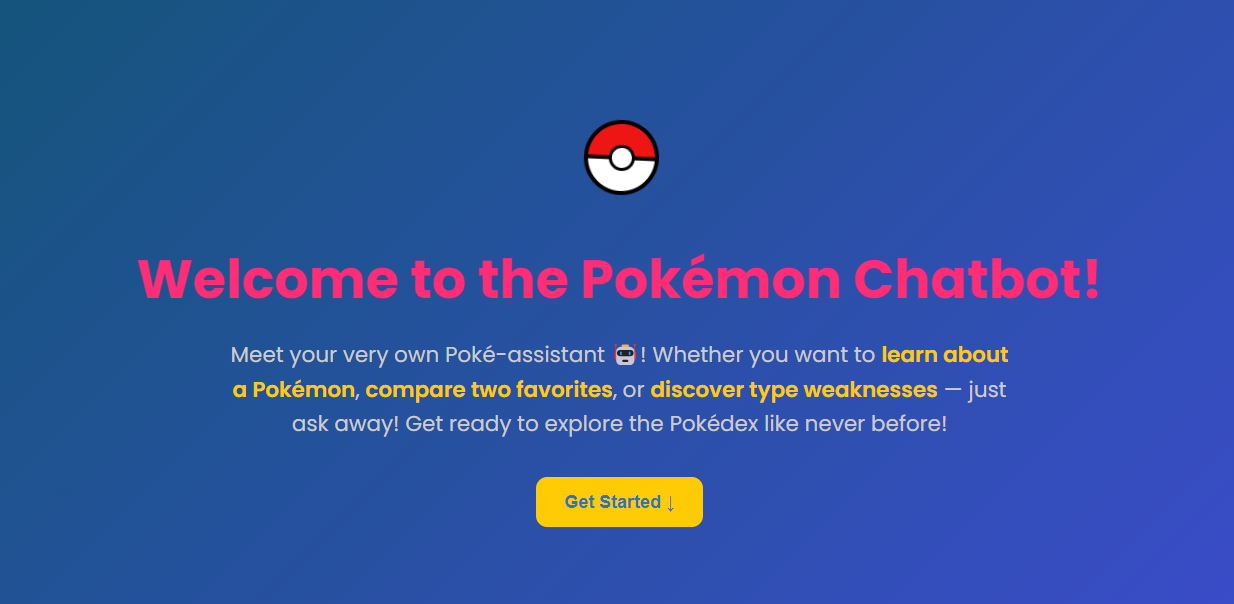 Welcome to the Pokémon Chatbot!
Meet your very own Poké-assistant 🤖! Whether you want to learn about
a Pokémon, compare two favorites, or discover type weaknesses — just
ask away! Get ready to explore the Pokédex like never before!
Get Started ↓